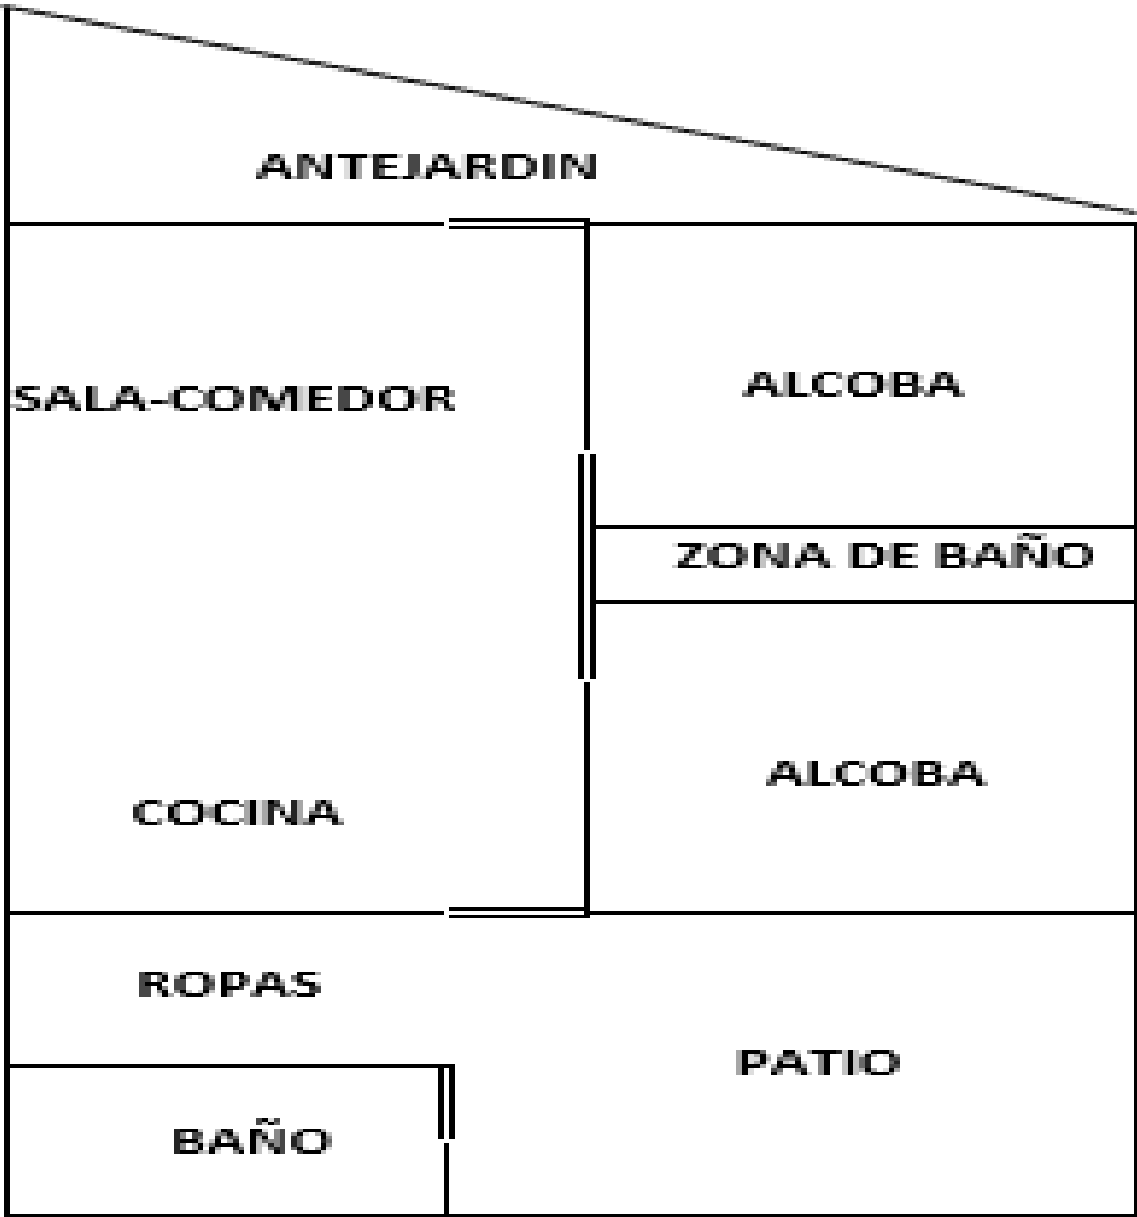 ANTEJARDIN
SALA-COMEDOR
ALCOBA
ZONA DE BAÑO
ALCOBA
COCINA
ROPAS
PATIO
BAÑO